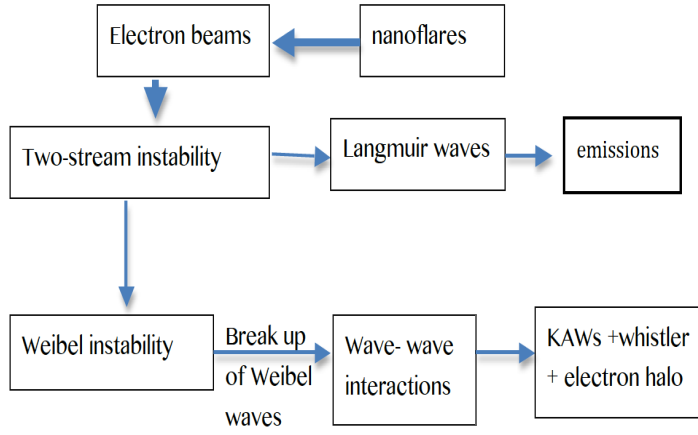 Electron beams
nanoflares
Two-stream instability
Langmuir waves
emissions
Weibel instability
Break up
of Weibel
waves
Wave- wave
interactions
KAWs +whistler
+ electron halo